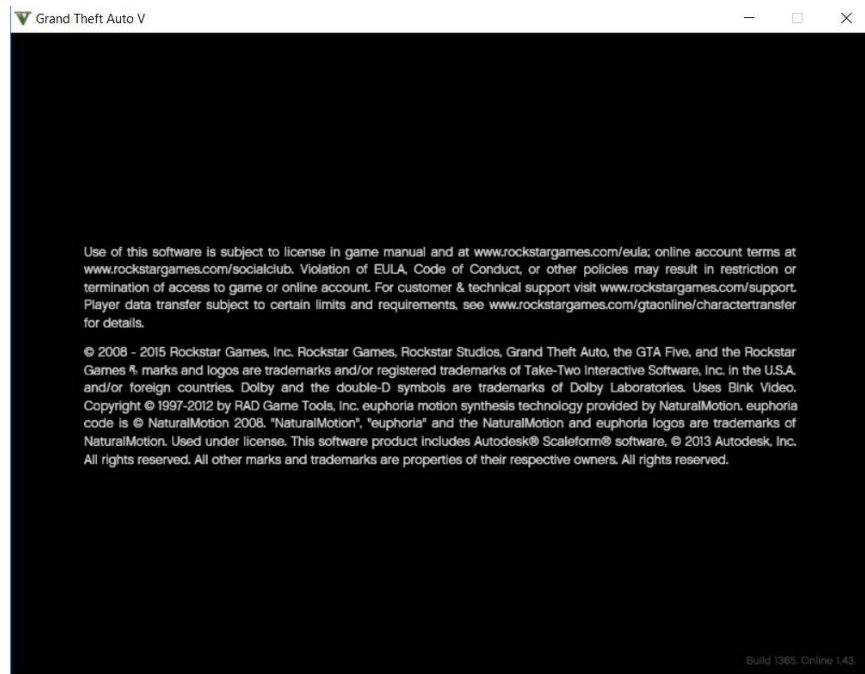 Grand Theft Auto V
Use of this software is subject to license in game manual and at www.rockstargames.com/eula; online account terms at
www.rockstargames.com/socialclub. Violation of EULA, Code of Conduct, or other policies may result in restriction or
termination of access to game or online account. For customer & technical support visit www.rockstargames.com/support.
Player data transfer subject to certain limits and requirements, see www.rockstargames.com/gtaonline/charactertransfer
for details.
© 2008 - 2015 Rockstar Games, Inc. Rockstar Games, Rockstar Studios, Grand Theft Auto, the GTA Five, and the Rockstar
Games R* marks and logos are trademarks and/or registered trademarks of Take-Two Interactive Software, Inc. in the U.S.A.
and/or foreign countries. Dolby and the double-D symbols are trademarks of Dolby Laboratories. Uses Bink Video.
Copyright © 1997-2012 by RAD Game Tools, Inc. euphoria motion synthesis technology provided by NaturalMotion. euphoria
code is © NaturalMotion 2008. "NaturalMotion", "euphoria" and the NaturalMotion and euphoria logos are trademarks of
NaturalMotion. Used under license. This software product includes Autodesk® Scaleform® software, © 2013 Autodesk, Inc.
All rights reserved. All other marks and trademarks are properties of their respective owners. All rights reserved.
Build 1365. Online 1.43.